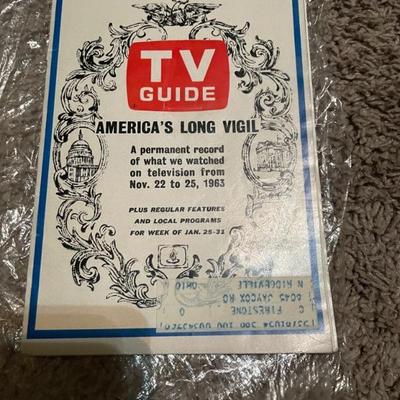 TV
GUIDE
AMERICA'S LONG VIGIL
A permanent record
of what we watched
on television from
Nov. 22 to 25, 1963
PLUS REGULAR FEATURES
AND LOCAL PROGRAMS
FOR WEEK OF JAN. 25-31
C FIRESTONE 0
6045 JAYCOX RD
N RIDGEVILLE OHIO